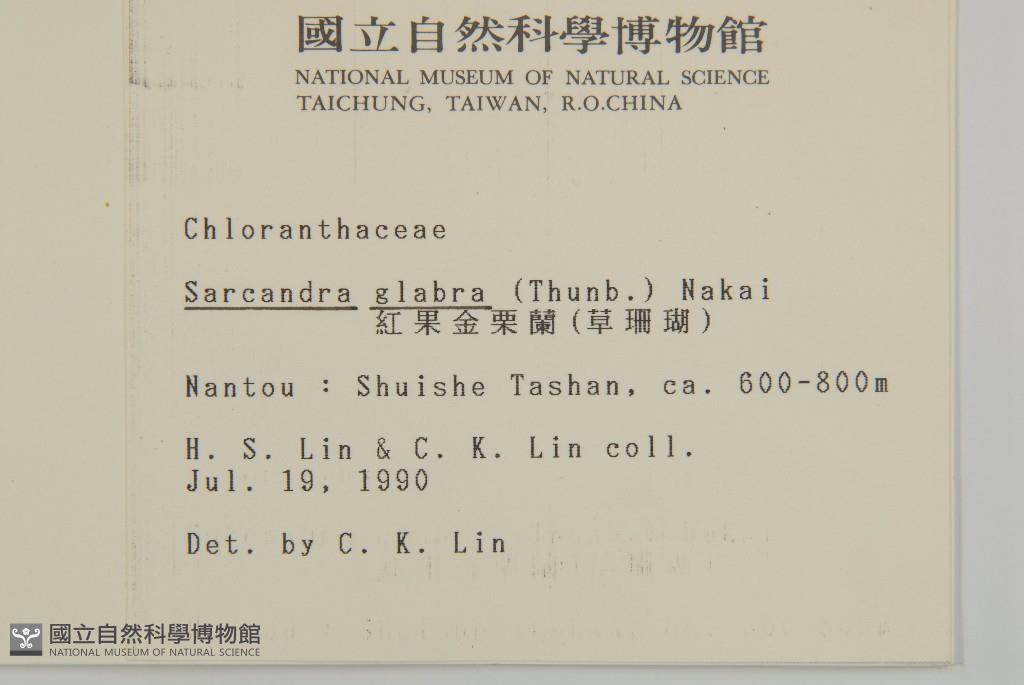 國立自然科學博物館
NATIONAL MUSEUM OF NATURAL SCIENCE
TAICHUNG, TAIWAN, R.O.CHINA
Chloranthaceae
Sarcandra glabra (Thunb.) Nakai
紅果金栗蘭(草珊瑚)
Nantou : Shuishe Tashan, ca. 600-800m
H. S. Lin & C. K. Lin coll.
Jul. 19, 1990
Det. by C. K. Lin
國立自然科學博物館
NATIONAL MUSEUM OF NATURAL SCIENCE